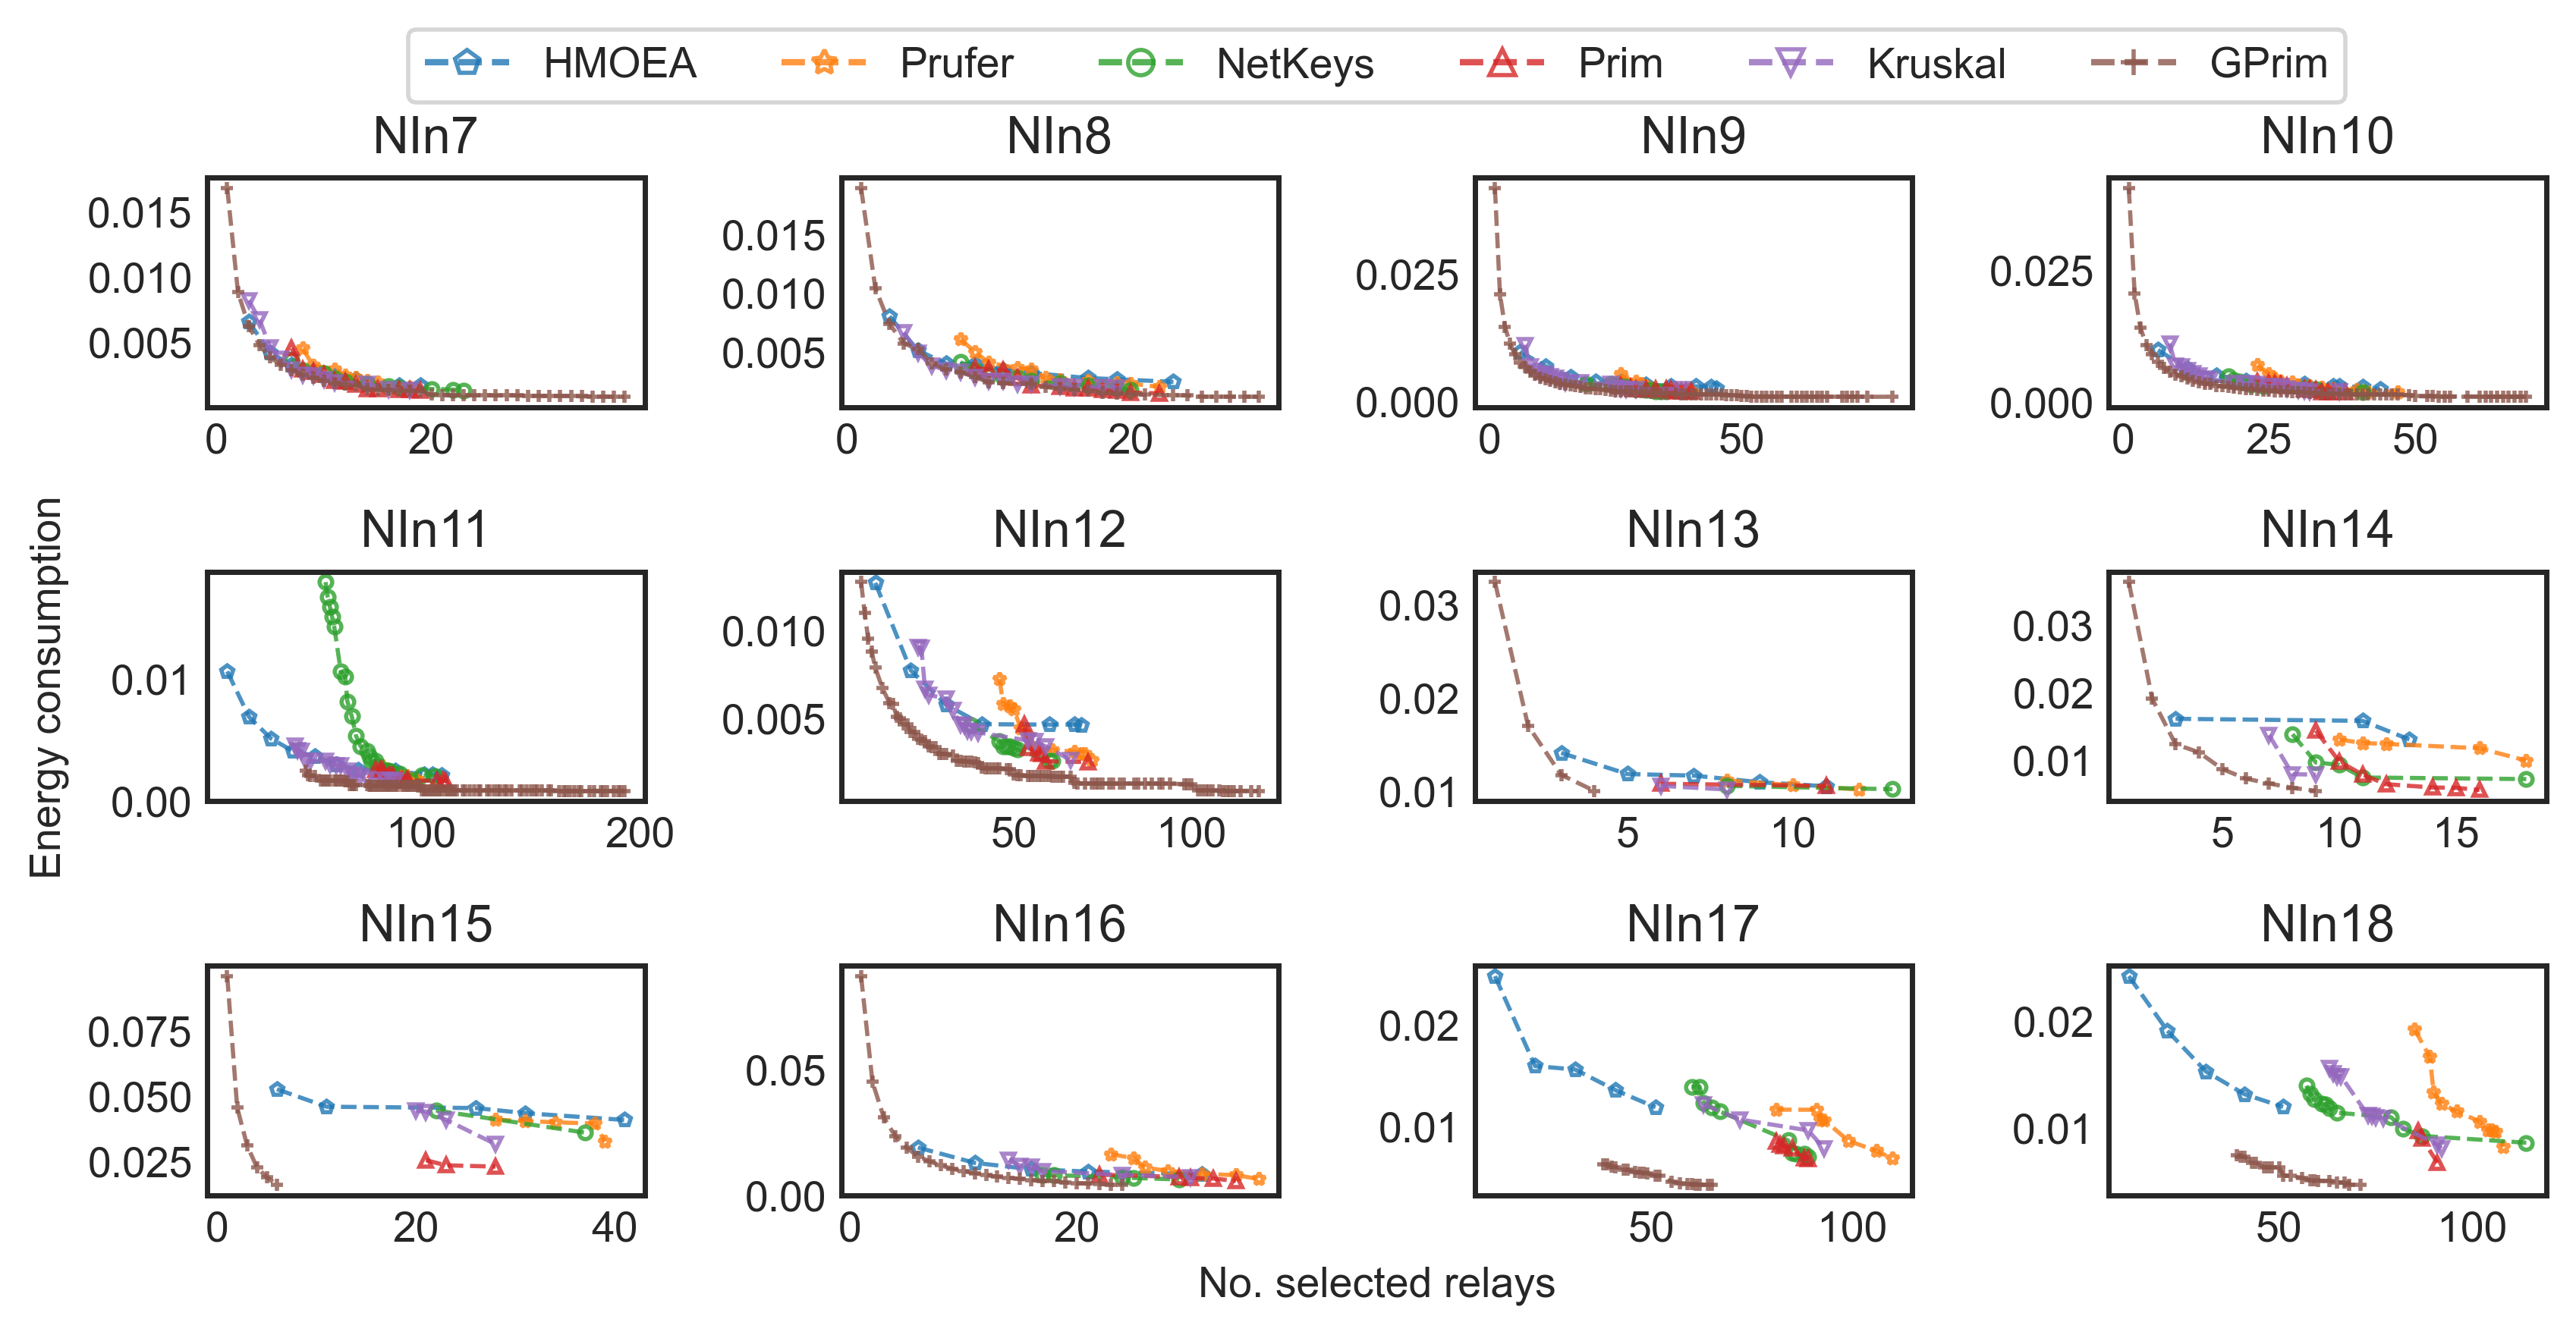 HMOEA Prufer NetKeys Prim Kruskal GPrim
NIn7 NIn8 NIn9 NIn10
0.015 0.010 0.005 0 20
0.015 0.010 0.005 0 20
0.025 0.000 0 50
0.025 0.000 0 25 50
Energy consumption
NIn11 NIn12 NIn13 NIn14
0.01 0.00 100 200
0.010 0.005 50 100
0.03 0.02 0.01 5 10
0.03 0.02 0.01 5 10 15
NIn15 NIn16 NIn17 NIn18
0.075 0.050 0.025 0 20 40
0.05 0.00 0 20
0.02 0.01 50 100
0.02 0.01 50 100
No. selected relays